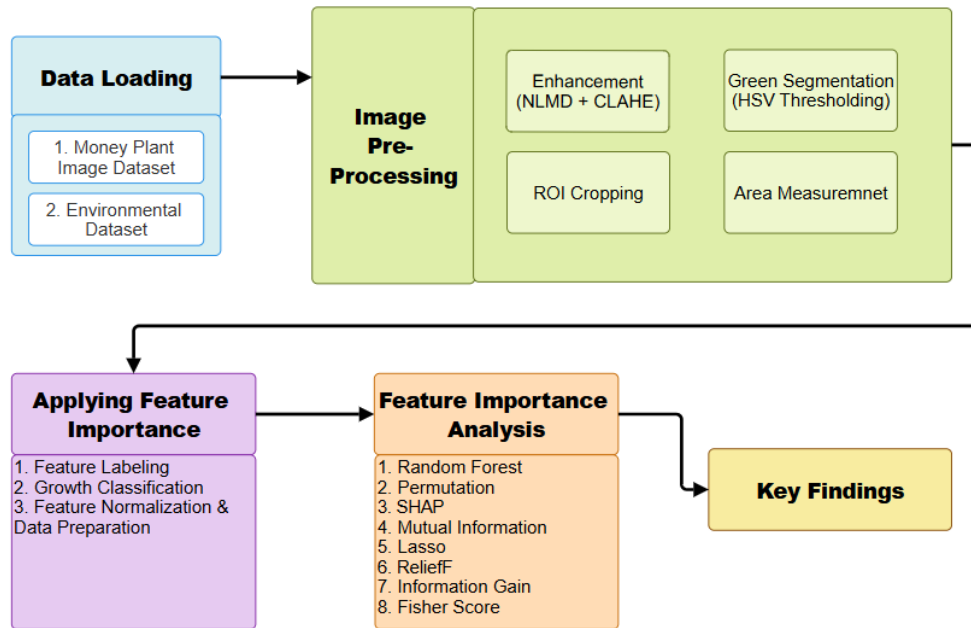 Data Loading
1. Money Plant
Image Dataset
2. Environmental
Dataset
Image
Pre-
Processing
Enhancement
(NLMD + CLAHE)
Green Segmentation
(HSV Thresholding)
ROI Cropping
Area Measuremnet
Applying Feature
Importance
1. Feature Labeling
2. Growth Classification
3. Feature Normalization &
Data Preparation
Feature Importance
Analysis
1. Random Forest
2. Permutation
3. SHAP
4. Mutual Information
5. Lasso
6. ReliefF
7. Information Gain
8. Fisher Score
Key Findings